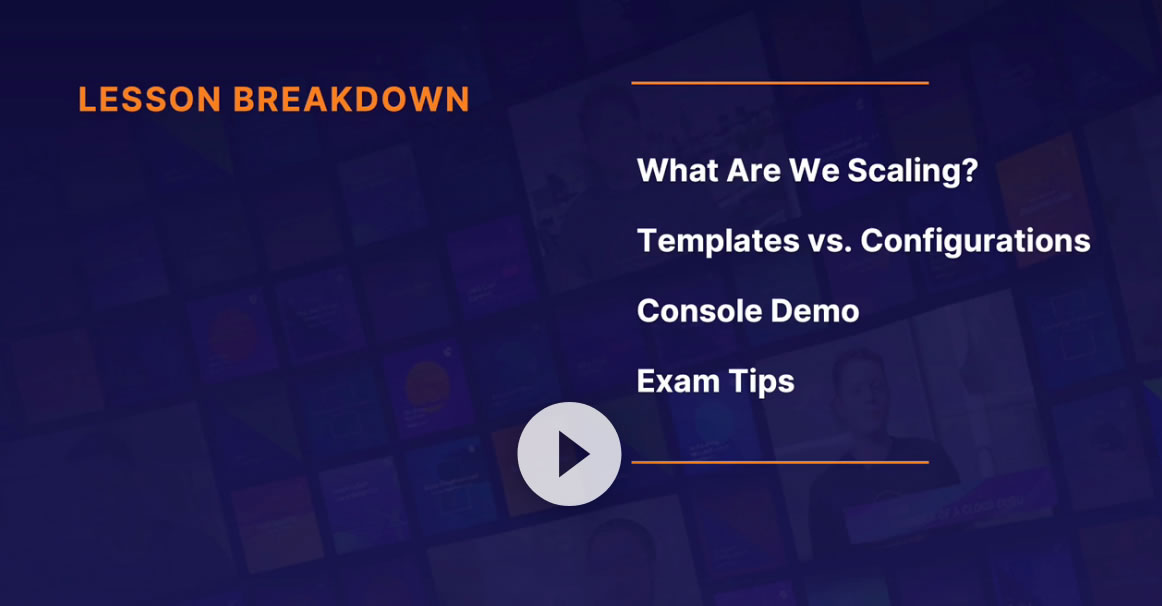 LESSON BREAKDOWN
What Are We Scaling?
Templates vs. Configurations
Console Demo
Exam Tips